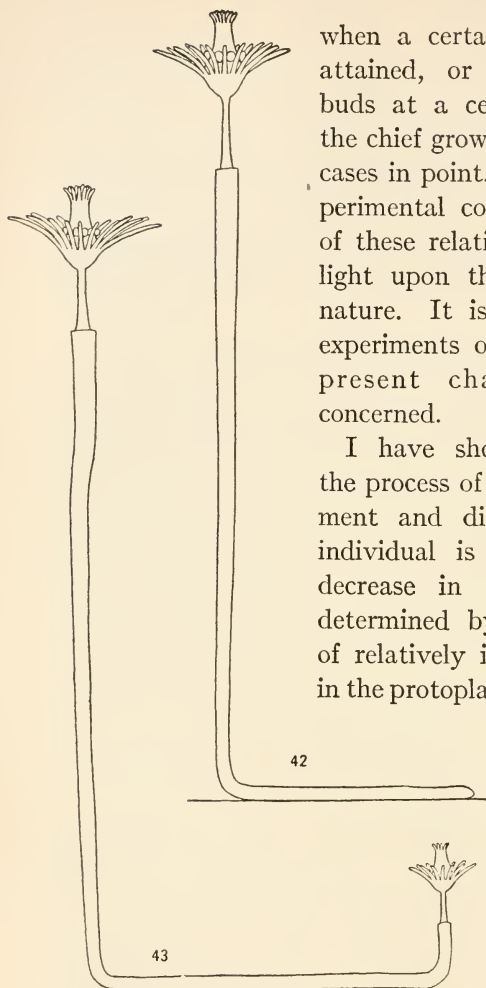 when a certa
attained, or
buds at a ce
the chief grow
cases in point.
perimental co
of these relati
light upon th
nature. It is
experiments o
present cha
concerned.
I have sho
the process of
ment and di
individual is
decrease in
determined by
of relatively i
in the protopla
42
43